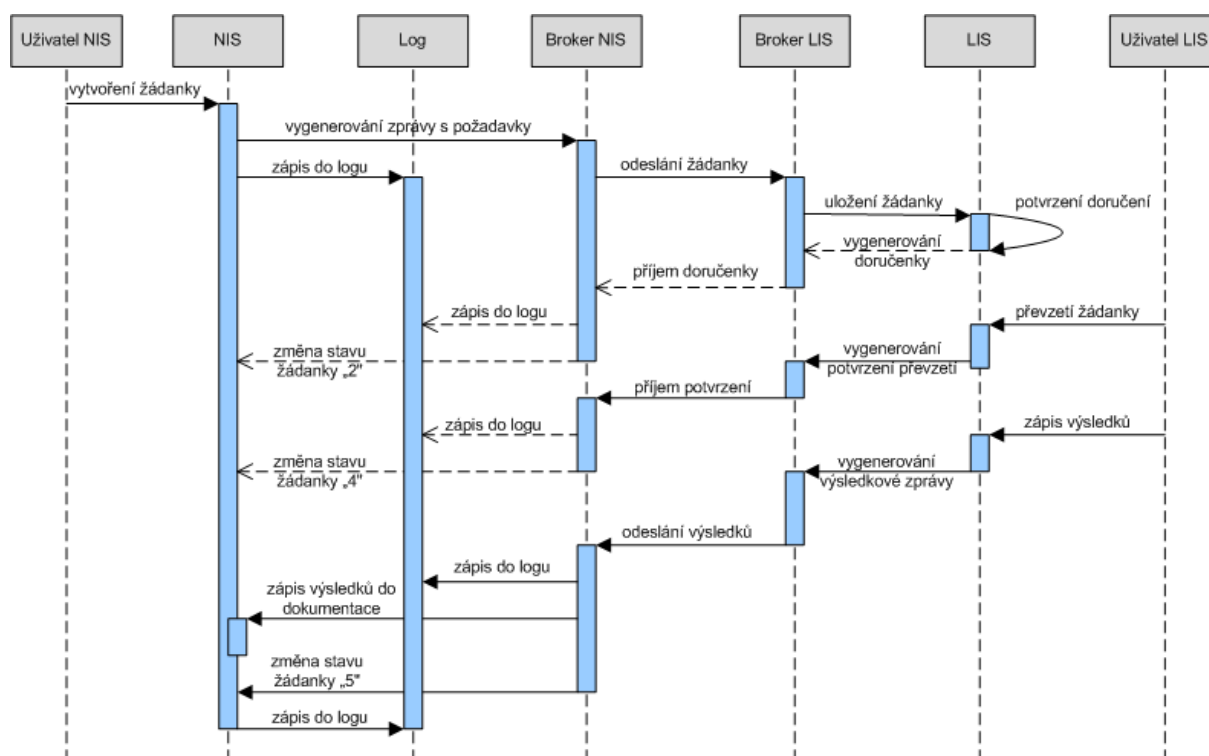 Uživatel NIS
NIS
Log
Broker NIS
Broker LIS
LIS
Uživatel LIS
vytvoření žádanky
vygenerování zprávy s požadavky
zápis do logu
odeslání žádanky
uložení žádanky
potvrzení doručení
vygenerování
doručenky
příjem doručenky
zápis do logu
převzetí žádanky
změna stavu
žádanky „2"
vygenerování
potvrzení převzetí
příjem potvrzení
zápis do logu
zápis výsledků
změna stavu
žádanky „4"
vygenerování
výsledkové zprávy
odeslání výsledků
zápis do logu
zápis výsledků do
dokumentace
změna stavu
žádanky „5"
zápis do logu